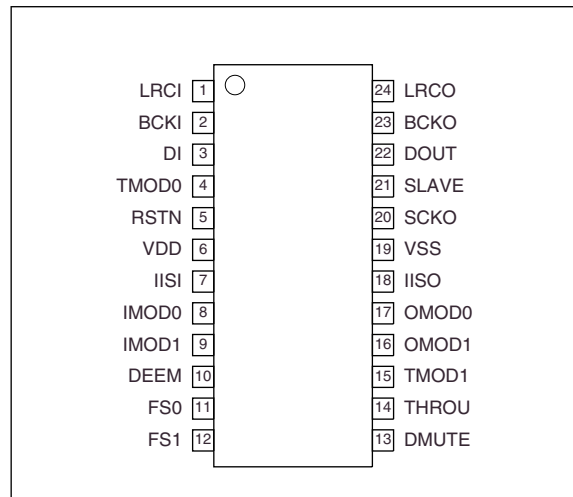 LRCI 1 24 LRCO
BCKI 2 23 BCKO
DI 3 22 DOUT
TMOD0 4 21 SLAVE
RSTN 5 20 SCKO
VDD 6 19 VSS
IISI 7 18 IISO
IMOD0 8 17 OMOD0
IMOD1 9 16 OMOD1
DEEM 10 15 TMOD1
FS0 11 14 THROU
FS1 12 13 DMUTE